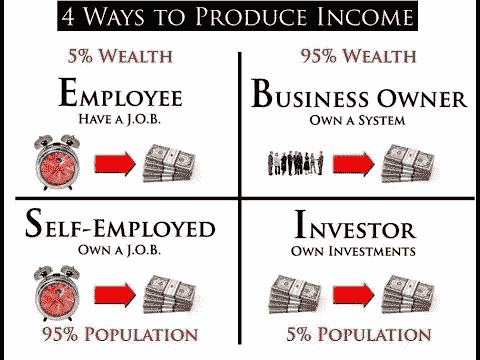 4 Ways to Produce Income
5% Wealth
95% Wealth
Employee
Have a J.O.B.
Business Owner
Own a System
Self-Employed
Own a J.O.B.
Investor
Own Investments
95% Population
5% Population